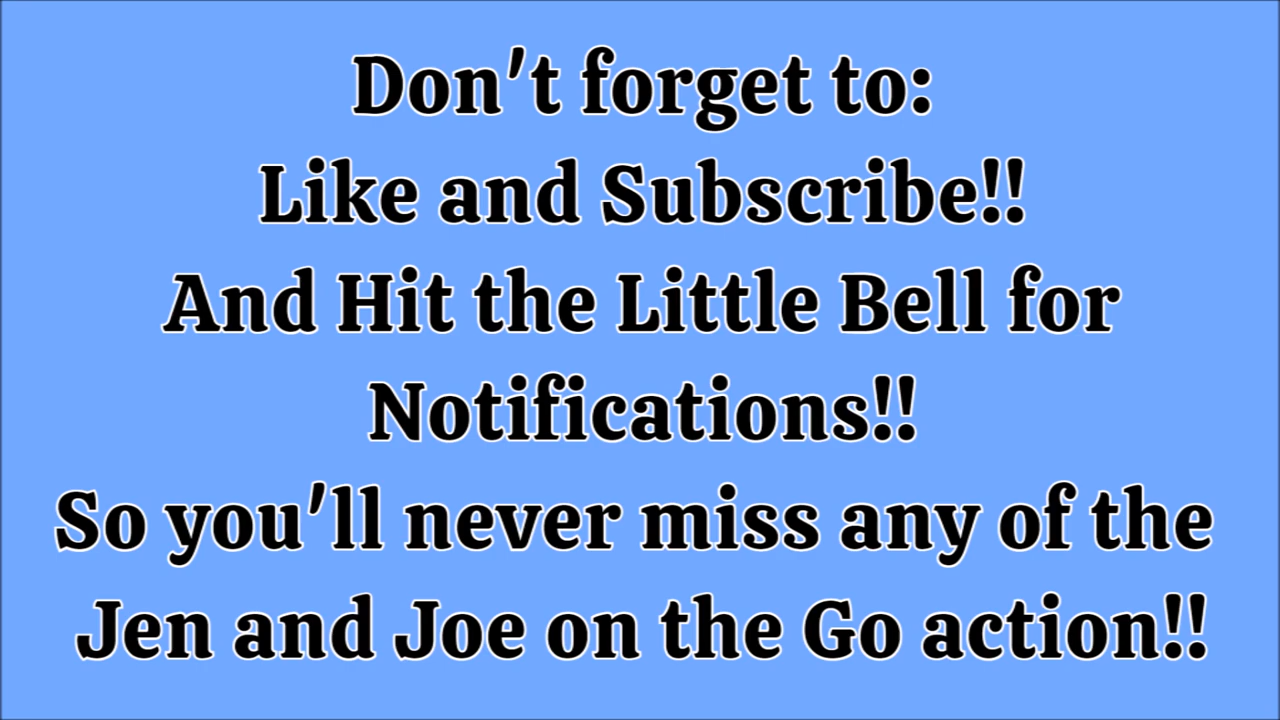 Don't forget to:
Like and Subscribe!!
And Hit the Little Bell for
Notifications!!
So you'll never miss any of the
Jen and Joe on the Go action!!